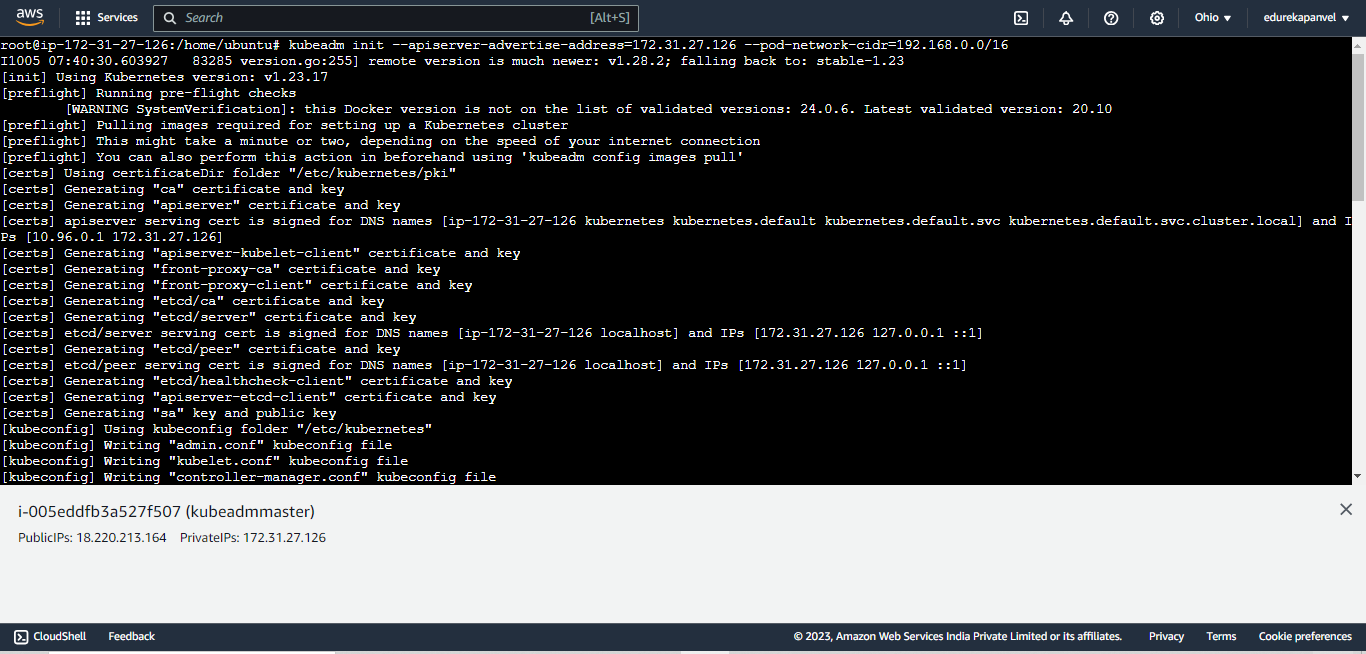 aws Services Search [Alt+S] Ohio edurekapanvel
root@ip-172-31-27-126:/home/ubuntu# kubeadm init --apiserver-advertise-address=172.31.27.126 --pod-network-cidr=192.168.0.0/16
I1005 07:40:30.603927   83285 version.go:255] remote version is much newer: v1.28.2; falling back to: stable-1.23
[init] Using Kubernetes version: v1.23.17
[preflight] Running pre-flight checks
        [WARNING SystemVerification]: this Docker version is not on the list of validated versions: 24.0.6. Latest validated version: 20.10
[preflight] Pulling images required for setting up a Kubernetes cluster
[preflight] This might take a minute or two, depending on the speed of your internet connection
[preflight] You can also perform this action in beforehand using 'kubeadm config images pull'
[certs] Using certificateDir folder "/etc/kubernetes/pki"
[certs] Generating "ca" certificate and key
[certs] Generating "apiserver" certificate and key
[certs] apiserver serving cert is signed for DNS names [ip-172-31-27-126 kubernetes kubernetes.default kubernetes.default.svc kubernetes.default.svc.cluster.local] and I
Ps [10.96.0.1 172.31.27.126]
[certs] Generating "apiserver-kubelet-client" certificate and key
[certs] Generating "front-proxy-ca" certificate and key
[certs] Generating "front-proxy-client" certificate and key
[certs] Generating "etcd/ca" certificate and key
[certs] Generating "etcd/server" certificate and key
[certs] etcd/server serving cert is signed for DNS names [ip-172-31-27-126 localhost] and IPs [172.31.27.126 127.0.0.1 ::1]
[certs] Generating "etcd/peer" certificate and key
[certs] etcd/peer serving cert is signed for DNS names [ip-172-31-27-126 localhost] and IPs [172.31.27.126 127.0.0.1 ::1]
[certs] Generating "etcd/healthcheck-client" certificate and key
[certs] Generating "apiserver-etcd-client" certificate and key
[certs] Generating "sa" key and public key
[kubeconfig] Using kubeconfig folder "/etc/kubernetes"
[kubeconfig] Writing "admin.conf" kubeconfig file
[kubeconfig] Writing "kubelet.conf" kubeconfig file
[kubeconfig] Writing "controller-manager.conf" kubeconfig file
i-005eddfb3a527f507 (kubeadmmaster)
PublicIPs: 18.220.213.164 PrivateIPs: 172.31.27.126
CloudShell Feedback © 2023, Amazon Web Services India Private Limited or its affiliates. Privacy Terms Cookie preferences